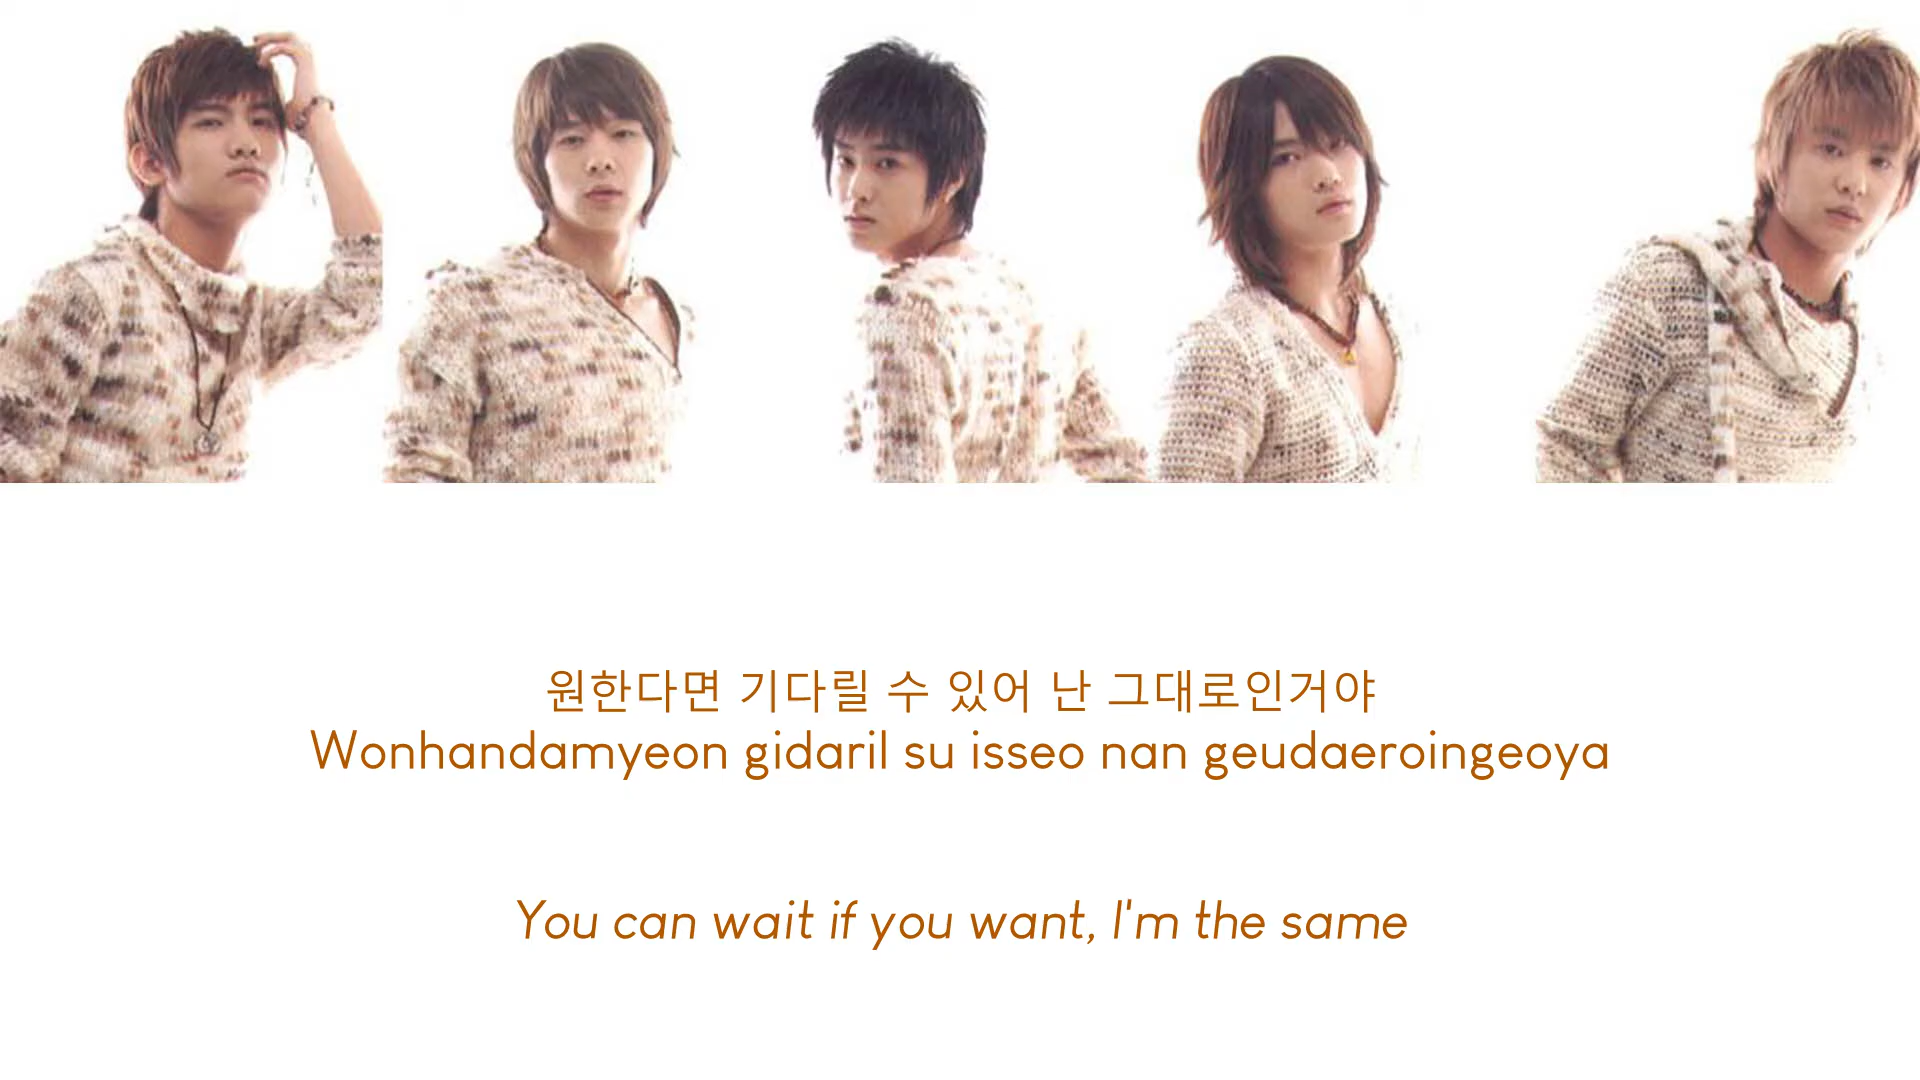 원한다면 기다릴 수 있어 난 그대로인거야
Wonhandamyeon gidaril su isseo nan geudaeroingeoya
You can wait if you want, I'm the same